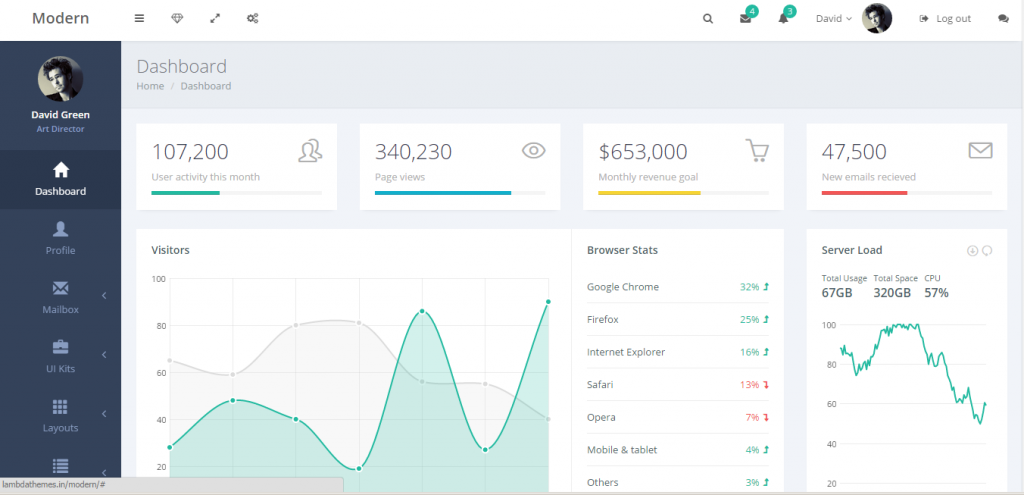 Modern
4
3
David
Log out
David Green
Art Director
Dashboard
Profile
Mailbox
UI Kits
Layouts
Dashboard
Home / Dashboard
107,200
User activity this month
340,230
Page views
$653,000
Monthly revenue goal
47,500
New emails recieved
Visitors
100
80
60
40
20
Browser Stats
Google Chrome 32%
Firefox 25%
Internet Explorer 16%
Safari 13%
Opera 7%
Mobile & tablet 4%
Others 3%
Server Load
Total Usage Total Space CPU
67GB 320GB 57%
100
80
60
40
20
lambdathemes.in/modern/#